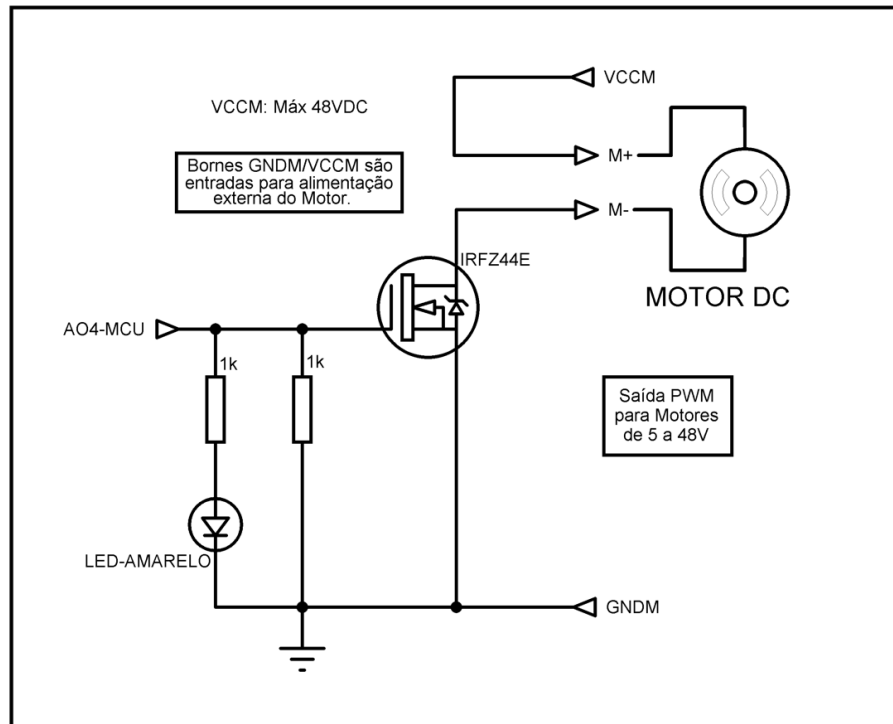 VCCM
VCCM: Máx 48VDC
Bornes GNDM/VCCM são
entradas para alimentação
externa do Motor.
M+
M-
IRFZ44E
MOTOR DC
AO4-MCU
1k
1k
Saída PWM
para Motores
de 5 a 48V
LED-AMARELO
GNDM